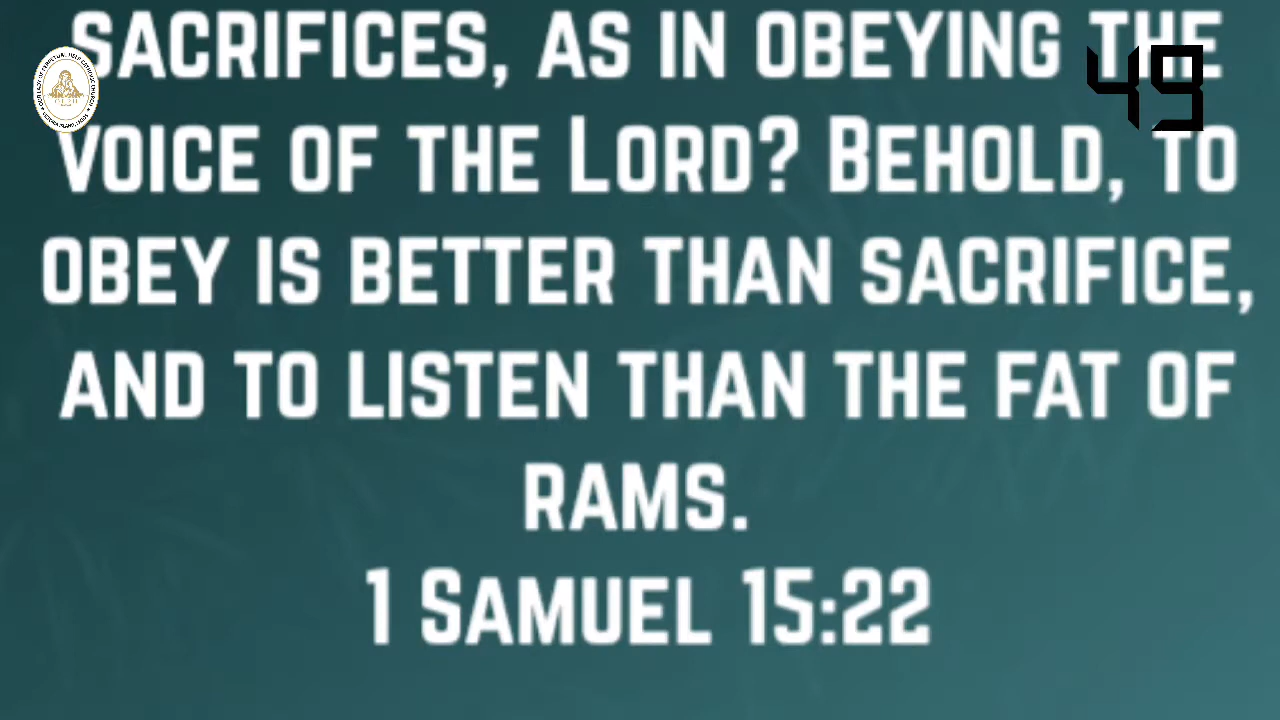 SACRIFICES, AS IN OBEYING THE
VOICE OF THE LORD? BEHOLD, TO
OBEY IS BETTER THAN SACRIFICE,
AND TO LISTEN THAN THE FAT OF
RAMS.
1 SAMUEL 15:22
49